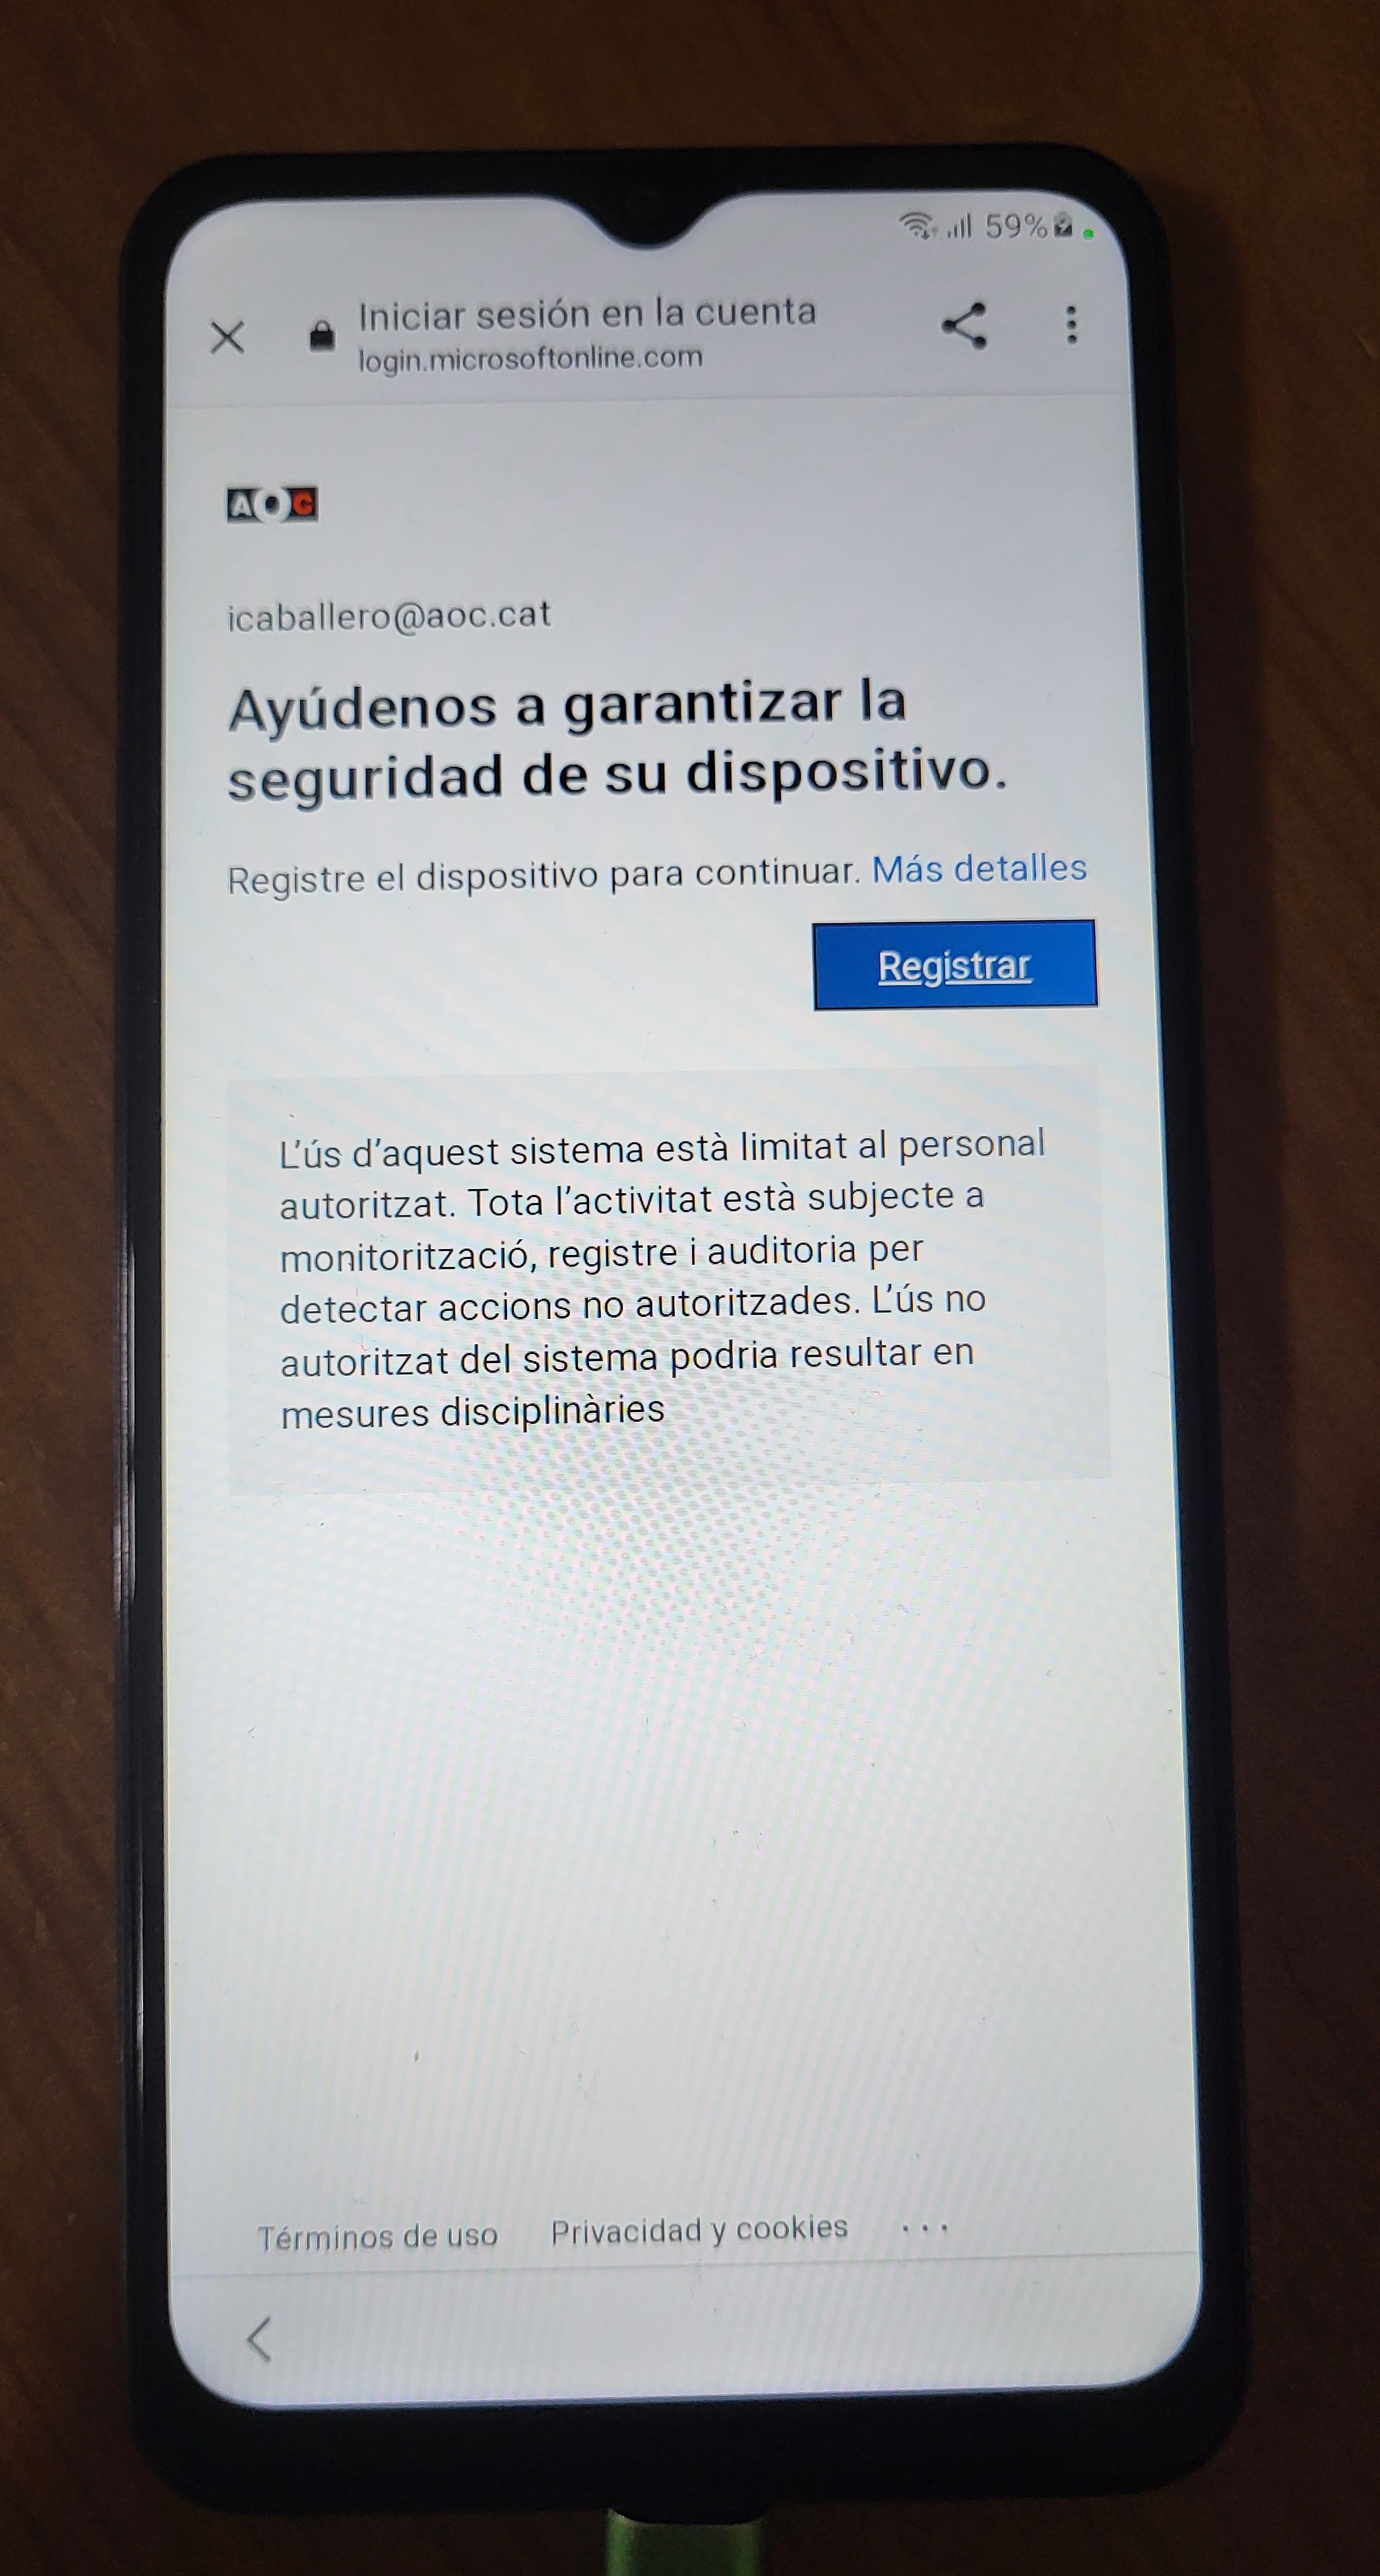 59%
Iniciar sesión en la cuenta
login.microsoftonline.com
AOC
icaballero@aoc.cat
Ayúdenos a garantizar la
seguridad de su dispositivo.
Registre el dispositivo para continuar. Más detalles
Registrar
L'ús d'aquest sistema està limitat al personal
autoritzat. Tota l'activitat està subjecte a
monitorització, registre i auditoria per
detectar accions no autoritzades. L'ús no
autoritzat del sistema podria resultar en
mesures disciplinàries
Términos de uso Privacidad y cookies ...